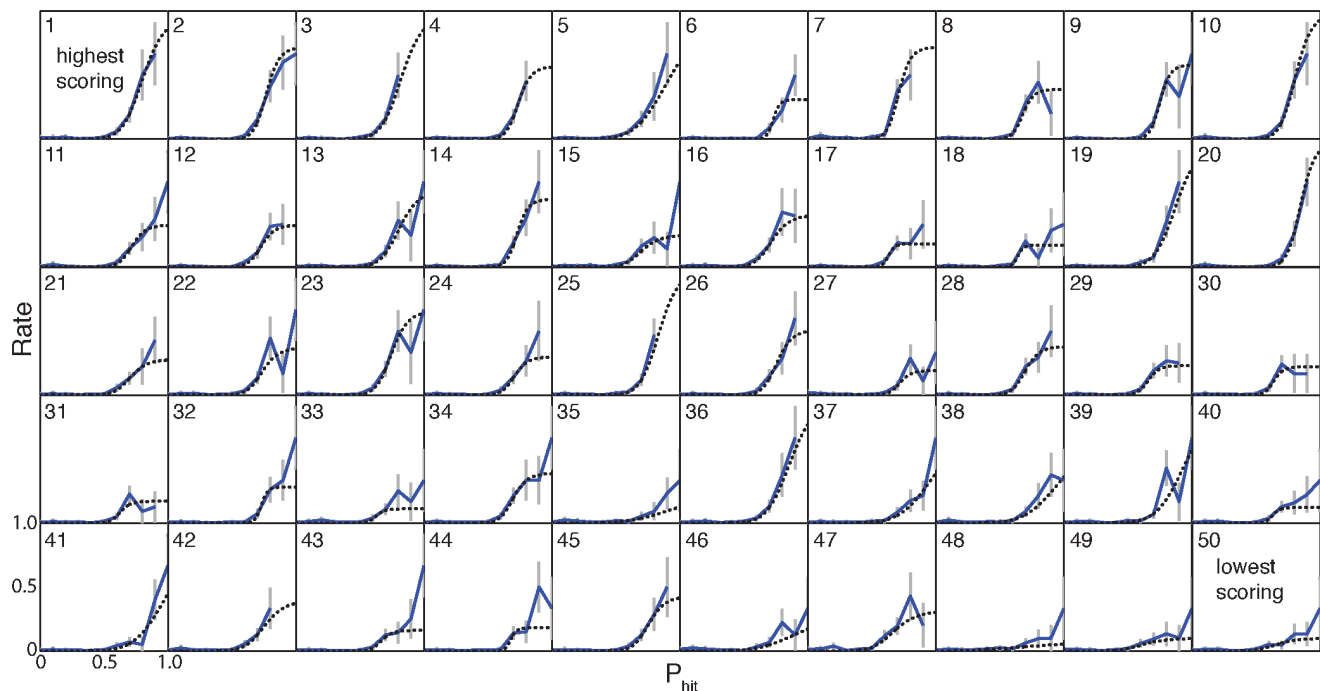 1 2 3 4 5 6 7 8 9 10
highest
scoring
11 12 13 14 15 16 17 18 19 20
21 22 23 24 25 26 27 28 29 30
Rate
31 32 33 34 35 36 37 38 39 40
1.0
41 42 43 44 45 46 47 48 49 50
lowest
scoring
0.5
0
0 0.5 1.0
P_hit